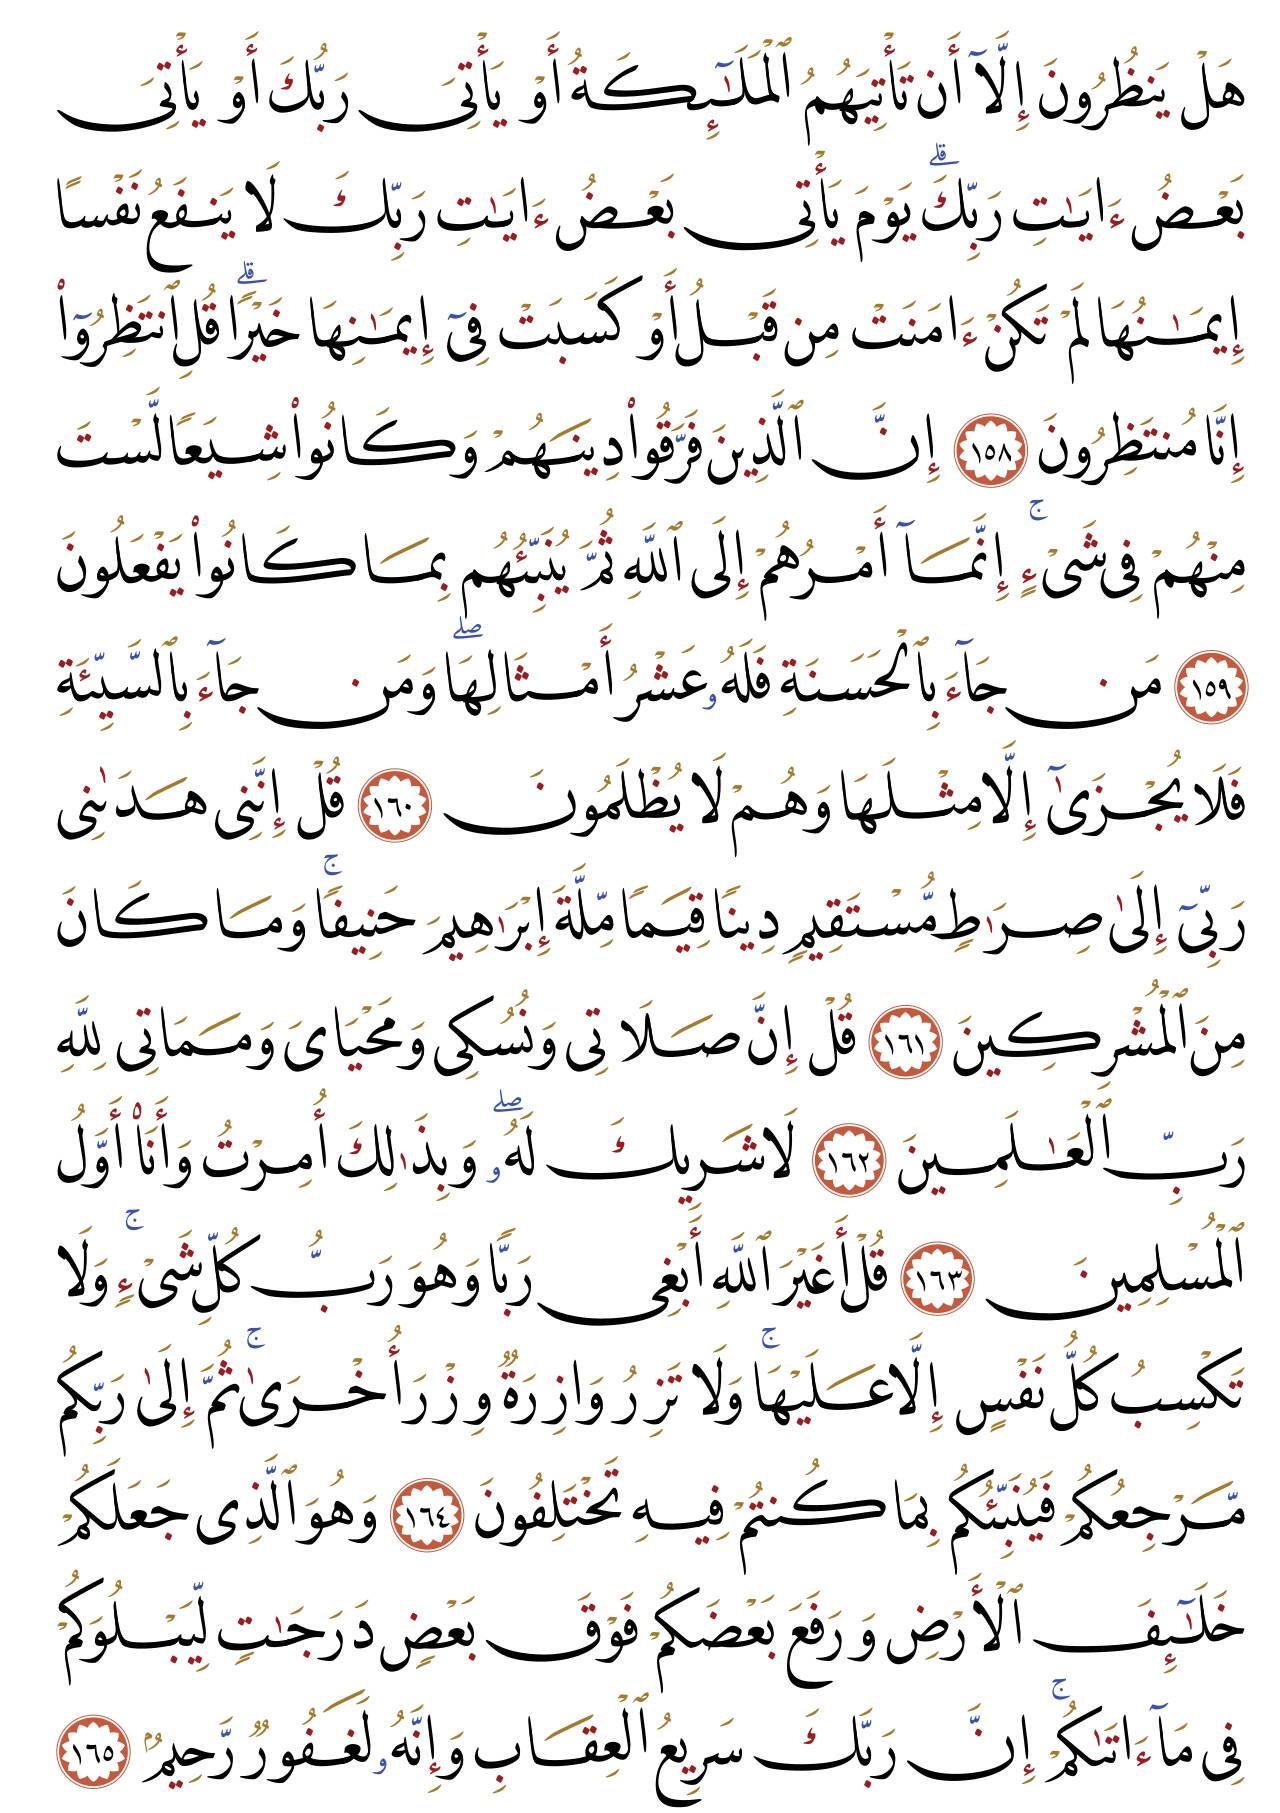 هَلْ يَنظُرُونَ إِلَّآ أَن تَأْتِيَهُمُ ٱلْمَلَـٰٓئِكَةُ أَوْ يَأْتِىَ رَبُّكَ أَوْ يَأْتِىَ
بَعْضُ ءَايَـٰتِ رَبِّكَ ۗ يَوْمَ يَأْتِى بَعْضُ ءَايَـٰتِ رَبِّكَ لَا يَنفَعُ نَفْسًا
إِيمَـٰنُهَا لَمْ تَكُنْ ءَامَنَتْ مِن قَبْلُ أَوْ كَسَبَتْ فِىٓ إِيمَـٰنِهَا خَيْرًا ۗ قُلِ ٱنتَظِرُوٓا۟
إِنَّا مُنتَظِرُونَ ١٥٨ إِنَّ ٱلَّذِينَ فَرَّقُوا۟ دِينَهُمْ وَكَانُوا۟ شِيَعًا لَّسْتَ
مِنْهُمْ فِى شَىْءٍ ۚ إِنَّمَآ أَمْرُهُمْ إِلَى ٱللَّهِ ثُمَّ يُنَبِّئُهُم بِمَا كَانُوا۟ يَفْعَلُونَ
١٥٩ مَن جَآءَ بِٱلْحَسَنَةِ فَلَهُۥ عَشْرُ أَمْثَالِهَا ۖ وَمَن جَآءَ بِٱلسَّيِّئَةِ
فَلَا يُجْزَىٰٓ إِلَّا مِثْلَهَا وَهُمْ لَا يُظْلَمُونَ ١٦٠ قُلْ إِنَّنِى هَدَىٰنِى
رَبِّىٓ إِلَىٰ صِرَٰطٍ مُّسْتَقِيمٍ دِينًا قِيَمًا مِّلَّةَ إِبْرَٰهِيمَ حَنِيفًا ۚ وَمَا كَانَ
مِنَ ٱلْمُشْرِكِينَ ١٦١ قُلْ إِنَّ صَلَاتِى وَنُسُكِى وَمَحْيَاىَ وَمَمَاتِى لِلَّهِ
رَبِّ ٱلْعَـٰلَمِينَ ١٦٢ لَا شَرِيكَ لَهُۥ ۖ وَبِذَٰلِكَ أُمِرْتُ وَأَنَا۠ أَوَّلُ
ٱلْمُسْلِمِينَ ١٦٣ قُلْ أَغَيْرَ ٱللَّهِ أَبْغِى رَبًّا وَهُوَ رَبُّ كُلِّ شَىْءٍ ۚ وَلَا
تَكْسِبُ كُلُّ نَفْسٍ إِلَّا عَلَيْهَا ۚ وَلَا تَزِرُ وَازِرَةٌ وِزْرَ أُخْرَىٰ ۚ ثُمَّ إِلَىٰ رَبِّكُم
مَّرْجِعُكُمْ فَيُنَبِّئُكُم بِمَا كُنتُمْ فِيهِ تَخْتَلِفُونَ ١٦٤ وَهُوَ ٱلَّذِى جَعَلَكُمْ
خَلَـٰٓئِفَ ٱلْأَرْضِ وَرَفَعَ بَعْضَكُمْ فَوْقَ بَعْضٍ دَرَجَـٰتٍ لِّيَبْلُوَكُمْ
فِى مَآ ءَاتَىٰكُمْ ۚ إِنَّ رَبَّكَ سَرِيعُ ٱلْعِقَابِ وَإِنَّهُۥ لَغَفُورٌ رَّحِيمٌۢ ١٦٥